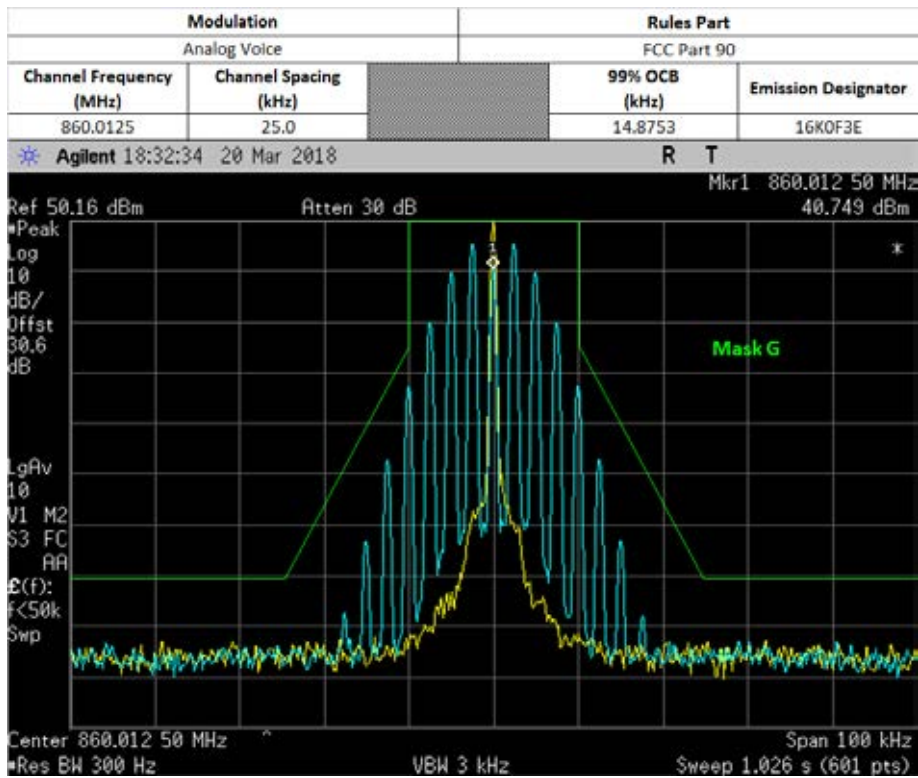 Modulation Rules Part
Analog Voice FCC Part 90
Channel Frequency (MHz) Channel Spacing (kHz) 99% OCB (kHz) Emission Designator
860.0125 25.0 14.8753 16K0F3E
Agilent 18:32:34 20 Mar 2018 R T
Mkr1 860.012 50 MHz
Ref 50.16 dBm Atten 30 dB 40.749 dBm
#Peak
Log
10
dB/
Offst
30.6
dB
1
*
Mask G
LgAv
10
V1 M2
S3 FC
AA
£(f):
f<50k
Swp
Center 860.012 50 MHz ^ Span 100 kHz
#Res BW 300 Hz VBW 3 kHz Sweep 1.026 s (601 pts)